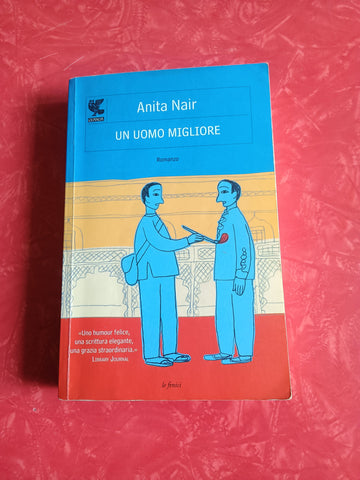 GUANDA
Anita Nair
UN UOMO MIGLIORE
Romanzo
«Uno humour felice,
una scrittura elegante,
una grazia straordinaria.»
LIBRARY JOURNAL
le fenici